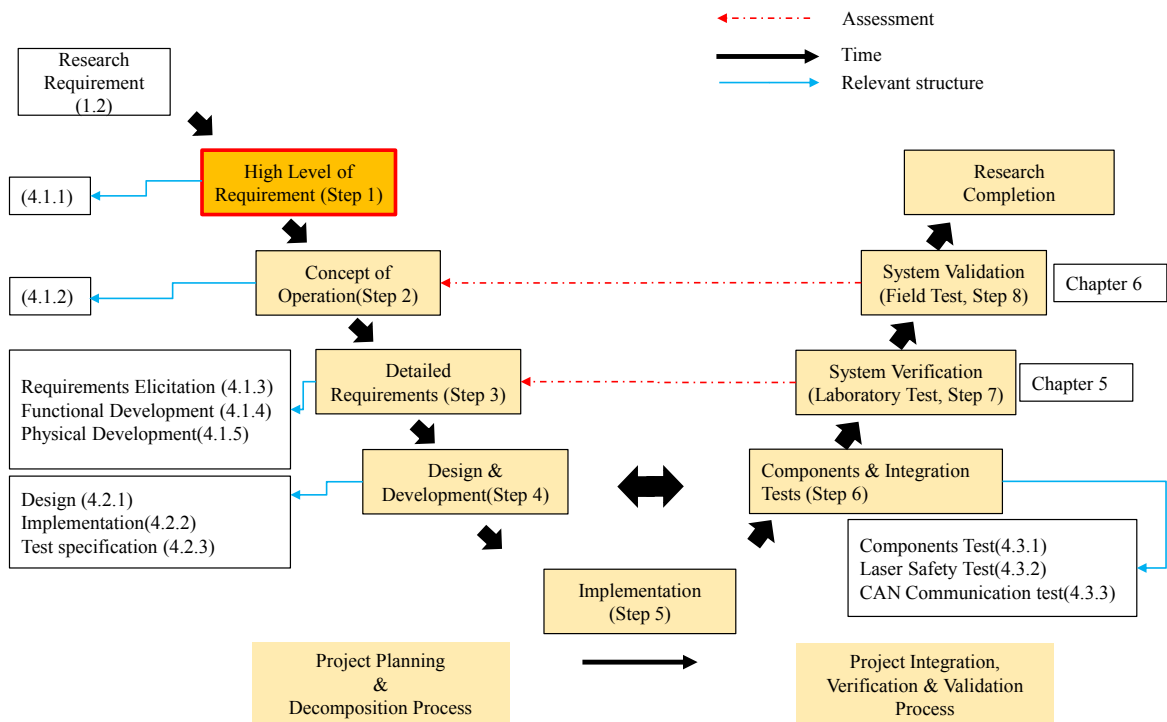 Assessment
Time
Relevant structure
Research
Requirement
(1.2)
High Level of
Requirement (Step 1)
(4.1.1)
Research
Completion
Concept of
Operation(Step 2)
(4.1.2)
System Validation
(Field Test, Step 8)
Chapter 6
Detailed
Requirements (Step 3)
Requirements Elicitation (4.1.3)
Functional Development (4.1.4)
Physical Development(4.1.5)
System Verification
(Laboratory Test, Step 7)
Chapter 5
Design &
Development(Step 4)
Design (4.2.1)
Implementation(4.2.2)
Test specification (4.2.3)
Components & Integration
Tests (Step 6)
Components Test(4.3.1)
Laser Safety Test(4.3.2)
CAN Communication test(4.3.3)
Implementation
(Step 5)
Project Planning
&
Decomposition Process
Project Integration,
Verification & Validation
Process